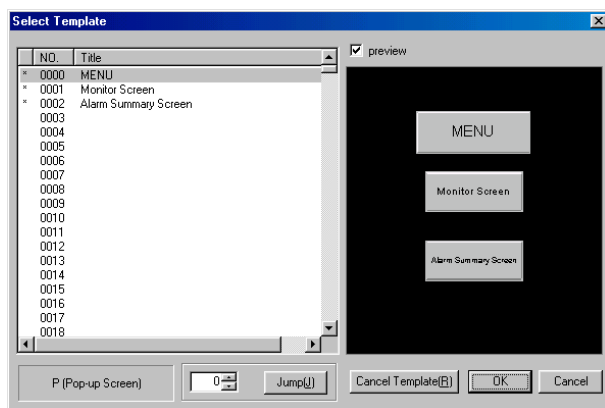 Select Template
NO. Title
* 0000 MENU
* 0001 Monitor Screen
* 0002 Alarm Summary Screen
0003
0004
0005
0006
0007
0008
0009
0010
0011
0012
0013
0014
0015
0016
0017
0018
P (Pop-up Screen)
0
Jump(J)
preview
MENU
Monitor Screen
Alarm Summary Screen
Cancel Template(R)
OK
Cancel